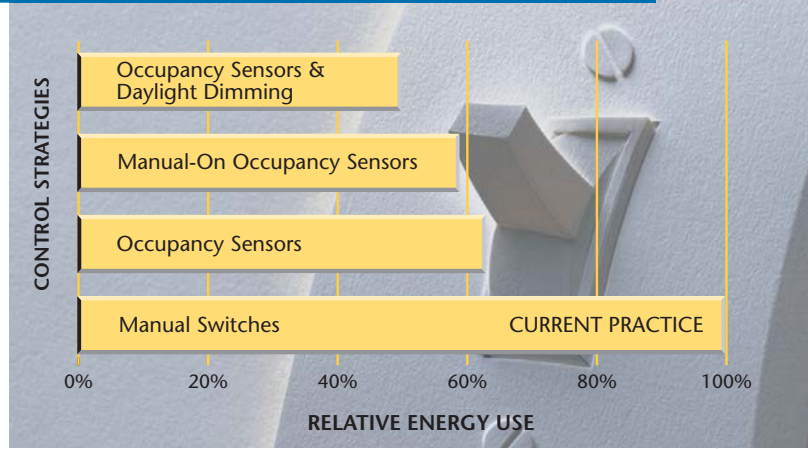 CONTROL STRATEGIES
Occupancy Sensors &
Daylight Dimming
Manual-On Occupancy Sensors
Occupancy Sensors
Manual Switches CURRENT PRACTICE
0% 20% 40% 60% 80% 100%
RELATIVE ENERGY USE